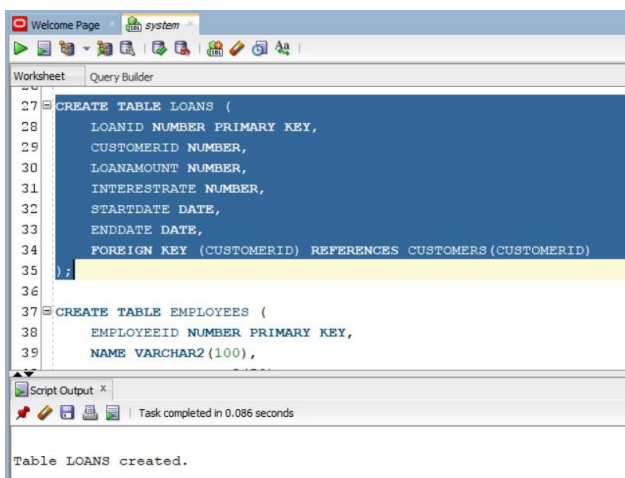 Welcome Page
system
Worksheet Query Builder
27 CREATE TABLE LOANS (
28 LOANID NUMBER PRIMARY KEY,
29 CUSTOMERID NUMBER,
30 LOANAMOUNT NUMBER,
31 INTERESTRATE NUMBER,
32 STARTDATE DATE,
33 ENDDATE DATE,
34 FOREIGN KEY (CUSTOMERID) REFERENCES CUSTOMERS(CUSTOMERID)
35 );
36
37 CREATE TABLE EMPLOYEES (
38 EMPLOYEEID NUMBER PRIMARY KEY,
39 NAME VARCHAR2(100),
Script Output
Task completed in 0.086 seconds
Table LOANS created.